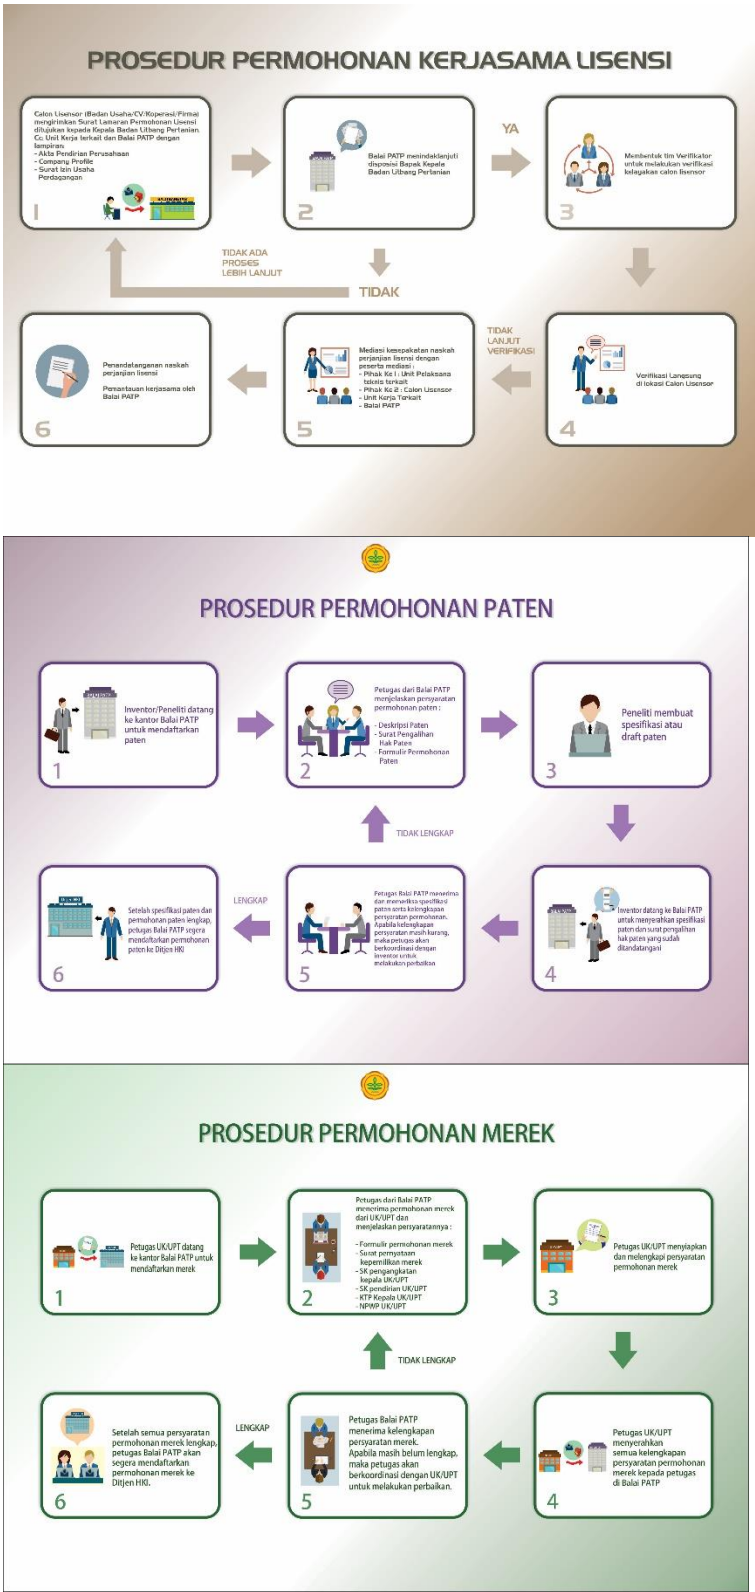 PROSEDUR PERMOHONAN KERJASAMA LISENSI
Calon Lisensor (Badan Usaha/CV/Koperasi/Firma)
mengirimkan Surat Lamaran Permohonan Lisensi
ditujukan kepada Kepala Badan Litbang Pertanian.
Cc. Unit Kerja terkait dan Balai PATP dengan
lampiran:
- Akta Pendirian Perusahaan
- Company Profile
- Surat Izin Usaha
Perdagangan
1
Balai PATP menindaklanjuti
disposisi Bapak Kepala
Badan Litbang Pertanian
2
YA
Membentuk tim Verifikator
untuk melakukan verifikasi
kelayakan calon lisensor
3
TIDAK ADA
PROSES
LEBIH LANJUT
TIDAK
Penandatanganan naskah
perjanjian lisensi
Pemantauan kerjasama oleh
Balai PATP
6
Mediasi kesepakatan naskah
perjanjian lisensi dengan
peserta mediasi :
- Pihak Ke 1 : Unit Pelaksana
teknis terkait
- Pihak Ke 2 : Calon Lisensor
- Unit Kerja Terkait
- Balai PATP
5
TIDAK
LANJUT
VERIFIKASI
Verifikasi Langsung
di lokasi Calon Lisensor
4
PROSEDUR PERMOHONAN PATEN
Inventor/Peneliti datang
ke kantor Balai PATP
untuk mendaftarkan
paten
1
Petugas dari Balai PATP
menjelaskan persyaratan
permohonan paten :
- Deskripsi Paten
- Surat Pengalihan
Hak Paten
- Formulir Permohonan
Paten
2
Peneliti membuat
spesifikasi atau
draft paten
3
TIDAK LENGKAP
Setelah spesifikasi paten dan
permohonan paten lengkap,
petugas Balai PATP segera
mendaftarkan permohonan
paten ke Ditjen HKI
6
LENGKAP
Petugas Balai PATP menerima
dan memeriksa spesifikasi
paten serta kelengkapan
persyaratan permohonan.
Apabila kelengkapan
persyaratan masih kurang,
maka petugas akan
berkoordinasi dengan
inventor untuk
melakukan perbaikan
5
Inventor datang ke Balai PATP
untuk menyerahkan spesifikasi
paten dan surat pengalihan
hak paten yang sudah
ditandatangani
4
PROSEDUR PERMOHONAN MEREK
Petugas UK/UPT datang
ke kantor Balai PATP untuk
mendaftarkan merek
1
Petugas dari Balai PATP
menerima permohonan merek
dari UK/UPT dan
menjelaskan persyaratannya :
- Formulir permohonan merek
- Surat pernyataan
kepemilikan merek
- SK pengangkatan
kepala UK/UPT
- SK pendirian UK/UPT
- KTP Kepala UK/UPT
- NPWP UK/UPT
2
Petugas UK/UPT menyiapkan
dan melengkapi persyaratan
permohonan merek
3
TIDAK LENGKAP
Setelah semua persyaratan
permohonan merek lengkap,
petugas Balai PATP akan
segera mendaftarkan
permohonan merek ke
Ditjen HKI.
6
LENGKAP
Petugas Balai PATP
menerima kelengkapan
persyaratan merek.
Apabila masih belum lengkap,
maka petugas akan
berkoordinasi dengan UK/UPT
untuk melakukan perbaikan.
5
Petugas UK/UPT
menyerahkan
semua kelengkapan
persyaratan permohonan
merek kepada petugas
di Balai PATP
4